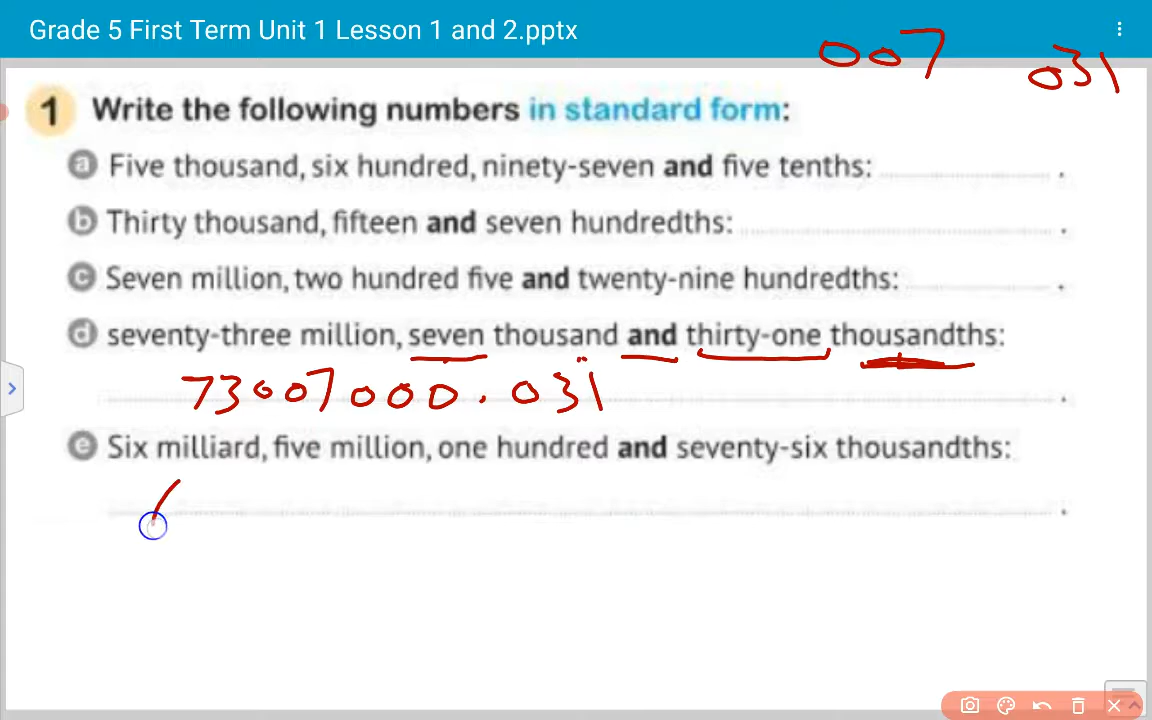 Grade 5 First Term Unit 1 Lesson 1 and 2.pptx
007 031
1 Write the following numbers in standard form:
a Five thousand, six hundred, ninety-seven and five tenths: .
b Thirty thousand, fifteen and seven hundredths: .
c Seven million, two hundred five and twenty-nine hundredths: .
d seventy-three million, seven thousand and thirty-one thousandths:
73007000.031 .
e Six milliard, five million, one hundred and seventy-six thousandths:
.